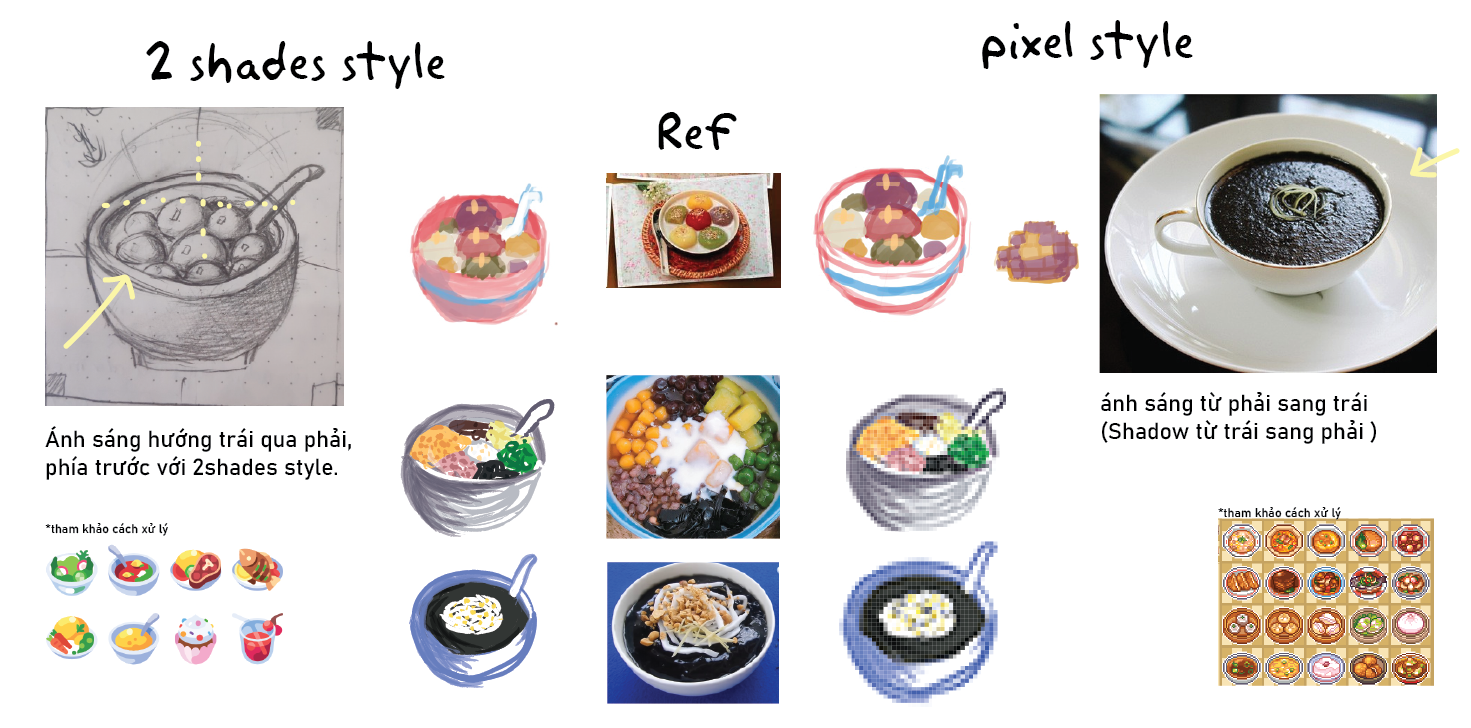 2 shades style
pixel style
Ref
Ánh sáng hướng trái qua phải,
phía trước với 2shades style.
ánh sáng từ phải sang trái
(Shadow từ trái sang phải )
*tham khảo cách xử lý
*tham khảo cách xử lý